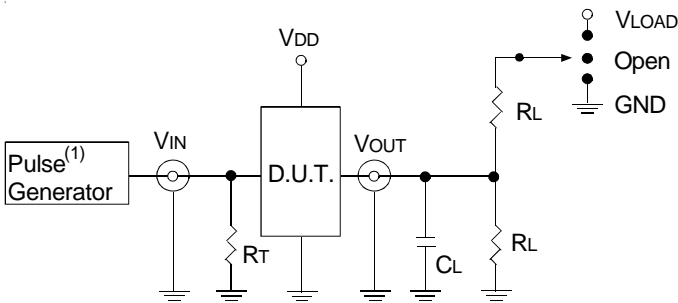 VLOAD
VDD
Open
RL
GND
VIN
VOUT
Pulse(1)
Generator
D.U.T.
RT
CL
RL